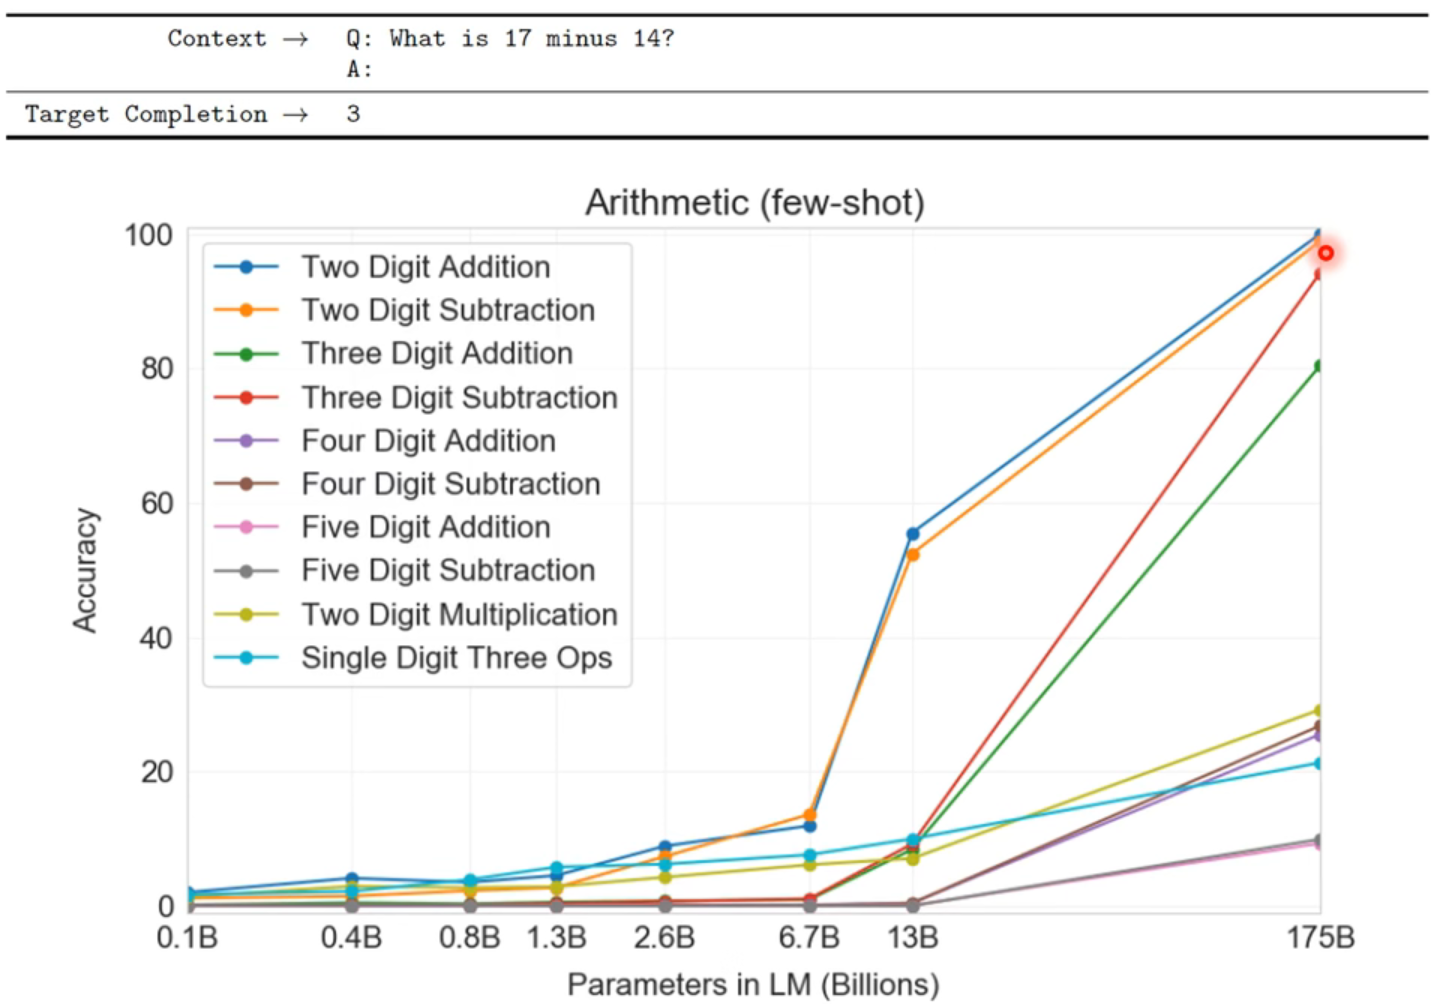 Context → Q: What is 17 minus 14?
A:
Target Completion → 3
Arithmetic (few-shot)
100
80
60
40
20
0
Accuracy
Two Digit Addition
Two Digit Subtraction
Three Digit Addition
Three Digit Subtraction
Four Digit Addition
Four Digit Subtraction
Five Digit Addition
Five Digit Subtraction
Two Digit Multiplication
Single Digit Three Ops
0.1B 0.4B 0.8B 1.3B 2.6B 6.7B 13B 175B
Parameters in LM (Billions)